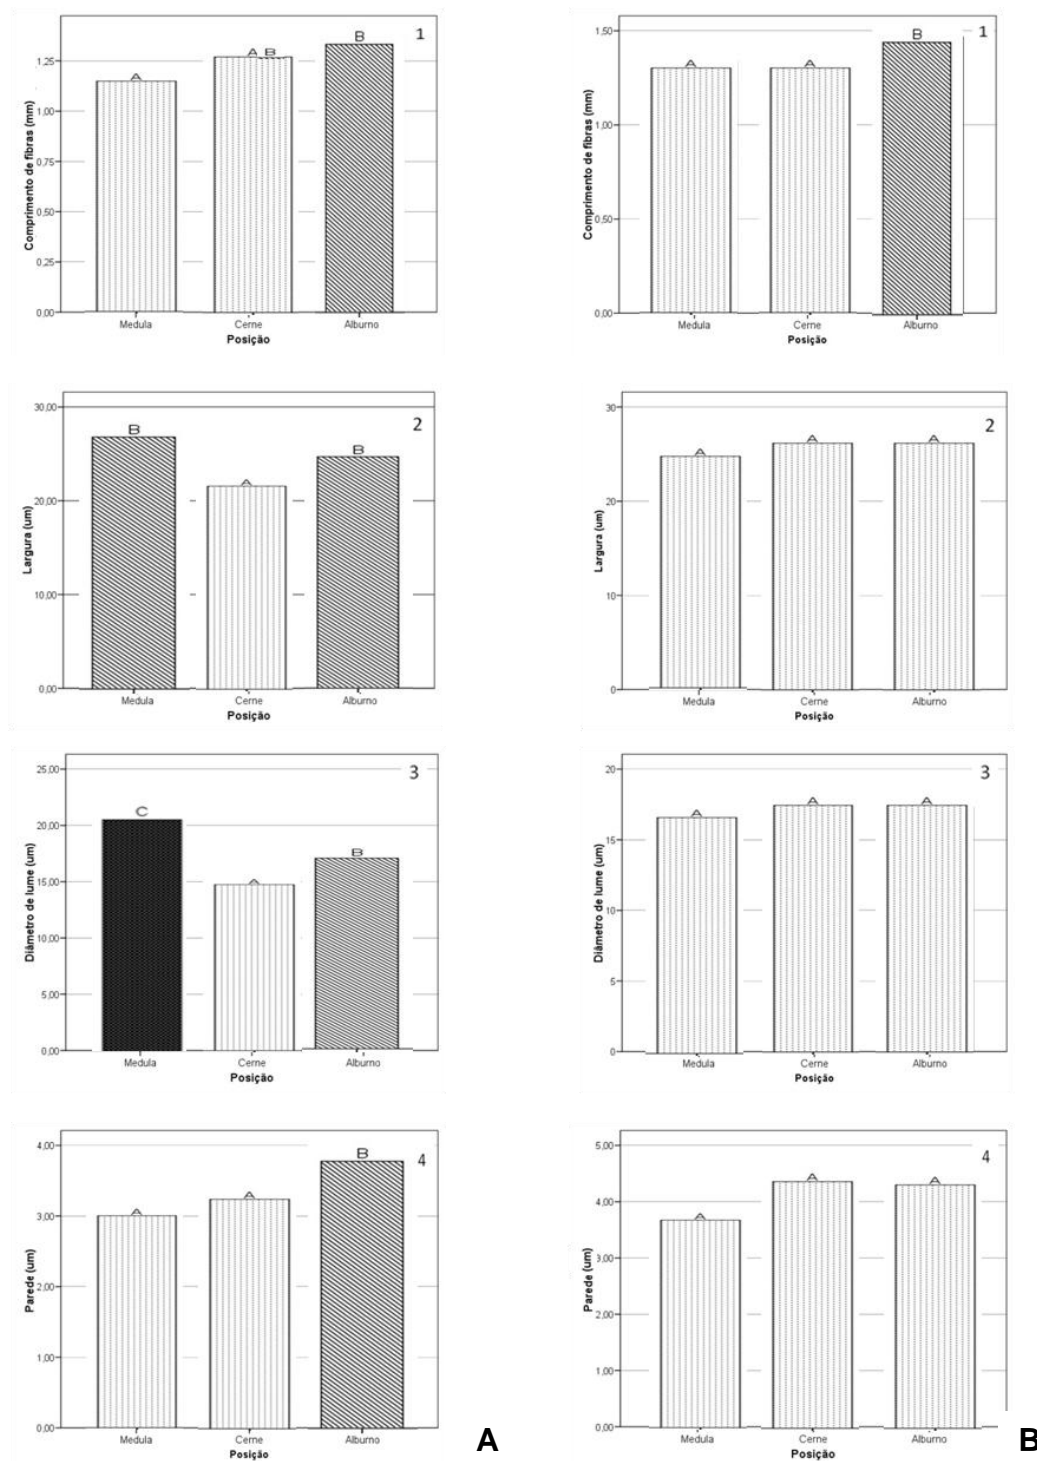 1
Comprimento de fibras (mm)
1,25
1,00
0,75
0,50
0,25
0,00
A
A B
B
Medula Cerne Alburno
Posição
1
Comprimento de fibras (mm)
1,50
1,00
0,50
0,00
A
A
B
Medula Cerne Alburno
Posição
2
Largura (um)
30,00
20,00
10,00
0,00
B
A
B
Medula Cerne Alburno
Posição
2
Largura (um)
30
20
10
0
A
A
A
Medula Cerne Alburno
Posição
3
Diâmetro de lume (um)
25,00
20,00
15,00
10,00
5,00
0,00
C
A
B
Medula Cerne Alburno
Posição
3
Diâmetro de lume (um)
20
15
10
5
0
A
A
A
Medula Cerne Alburno
Posição
4
Parede (um)
4,00
3,00
2,00
1,00
0,00
A
A
B
Medula Cerne Alburno
Posição
A
4
Parede (um)
5,00
4,00
3,00
2,00
1,00
0,00
A
A
A
Medula Cerne Alburno
Posição
B